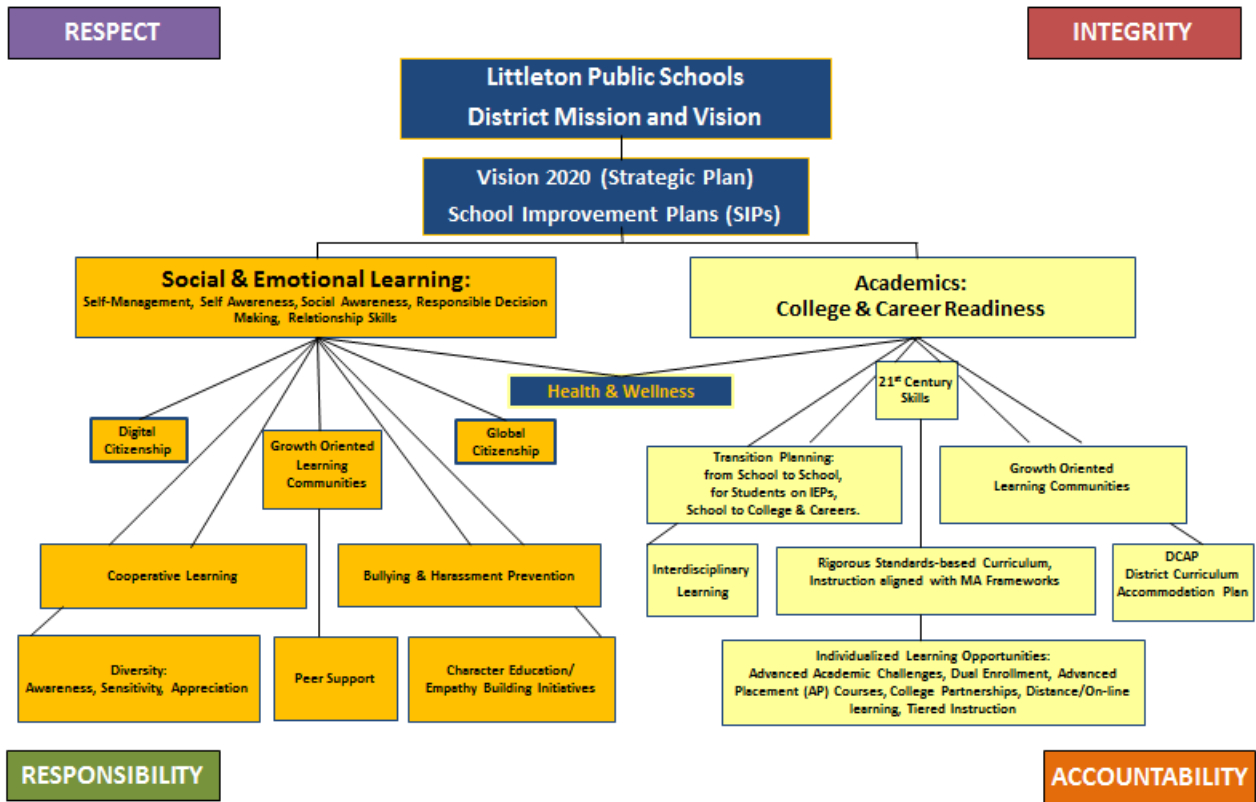 RESPECT
INTEGRITY
Littleton Public Schools
District Mission and Vision
Vision 2020 (Strategic Plan)
School Improvement Plans (SIPs)
Social & Emotional Learning:
Self-Management, Self Awareness, Social Awareness, Responsible Decision
Making, Relationship Skills
Academics:
College & Career Readiness
Health & Wellness
21st Century
Skills
Digital
Citizenship
Growth Oriented
Learning
Communities
Global
Citizenship
Transition Planning:
from School to School,
for Students on IEPs,
School to College & Careers.
Growth Oriented
Learning Communities
Cooperative Learning
Bullying & Harassment Prevention
Interdisciplinary
Learning
Rigorous Standards-based Curriculum,
Instruction aligned with MA Frameworks
DCAP
District Curriculum
Accommodation Plan
Diversity:
Awareness, Sensitivity, Appreciation
Peer Support
Character Education/
Empathy Building Initiatives
Individualized Learning Opportunities:
Advanced Academic Challenges, Dual Enrollment, Advanced
Placement (AP) Courses, College Partnerships, Distance/On-line
learning, Tiered Instruction
RESPONSIBILITY
ACCOUNTABILITY